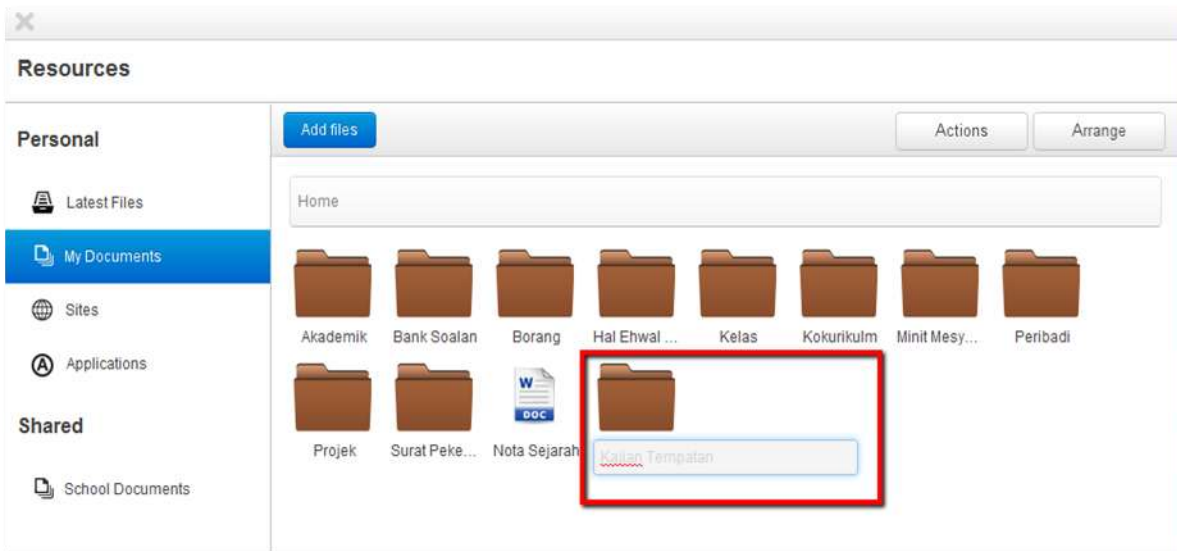 Resources
Personal
Latest Files
My Documents
Sites
Applications
Shared
School Documents
Add files
Actions
Arrange
Home
Akademik
Bank Soalan
Borang
Hal Ehwal ...
Kelas
Kokurikulm
Minit Mesy...
Peribadi
Projek
Surat Peke...
W
DOC
Nota Sejarah
Kajian Tempatan